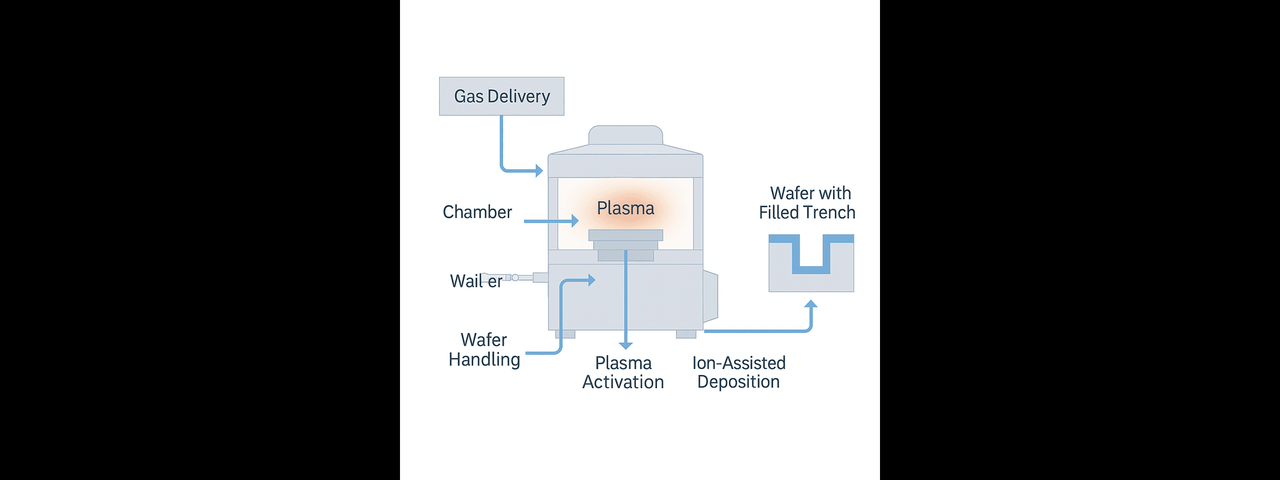 Gas Delivery
Chamber
Plasma
Wafer with
Filled Trench
Wail er
Wafer
Handling
Plasma
Activation
Ion-Assisted
Deposition